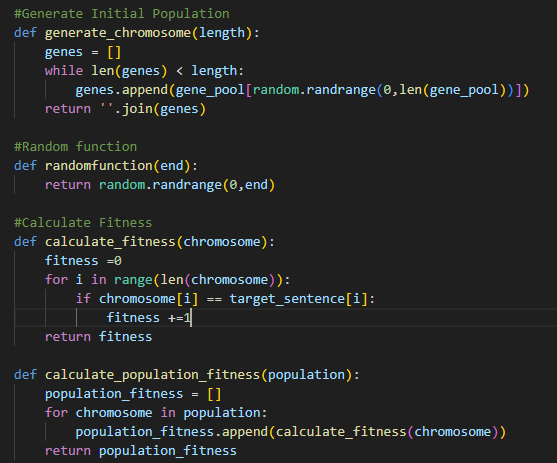 #Generate Initial Population
def generate_chromosome(length):
    genes = []
    while len(genes) < length:
        genes.append(gene_pool[random.randrange(0,len(gene_pool))])
    return ''.join(genes)

#Random function
def randomfunction(end):
    return random.randrange(0,end)

#Calculate Fitness
def calculate_fitness(chromosome):
    fitness =0
    for i in range(len(chromosome)):
        if chromosome[i] == target_sentence[i]:
            fitness +=1
    return fitness

def calculate_population_fitness(population):
    population_fitness = []
    for chromosome in population:
        population_fitness.append(calculate_fitness(chromosome))
    return population_fitness